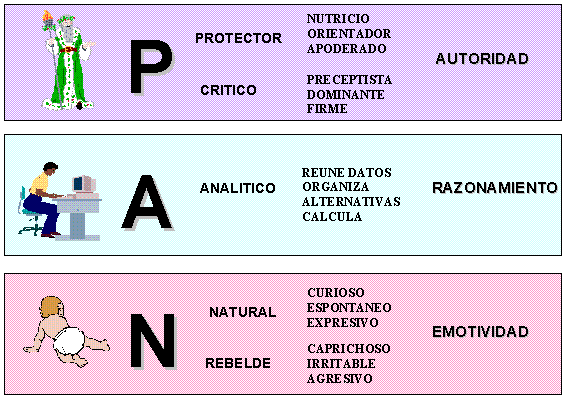 P
PROTECTOR
NUTRICIO
ORIENTADOR
APODERADO
CRITICO
PRECEPTISTA
DOMINANTE
FIRME
AUTORIDAD
A
ANALITICO
REUNE DATOS
ORGANIZA
ALTERNATIVAS
CALCULA
RAZONAMIENTO
N
NATURAL
CURIOSO
ESPONTANEO
EXPRESIVO
REBELDE
CAPRICHOSO
IRRITABLE
AGRESIVO
EMOTIVIDAD